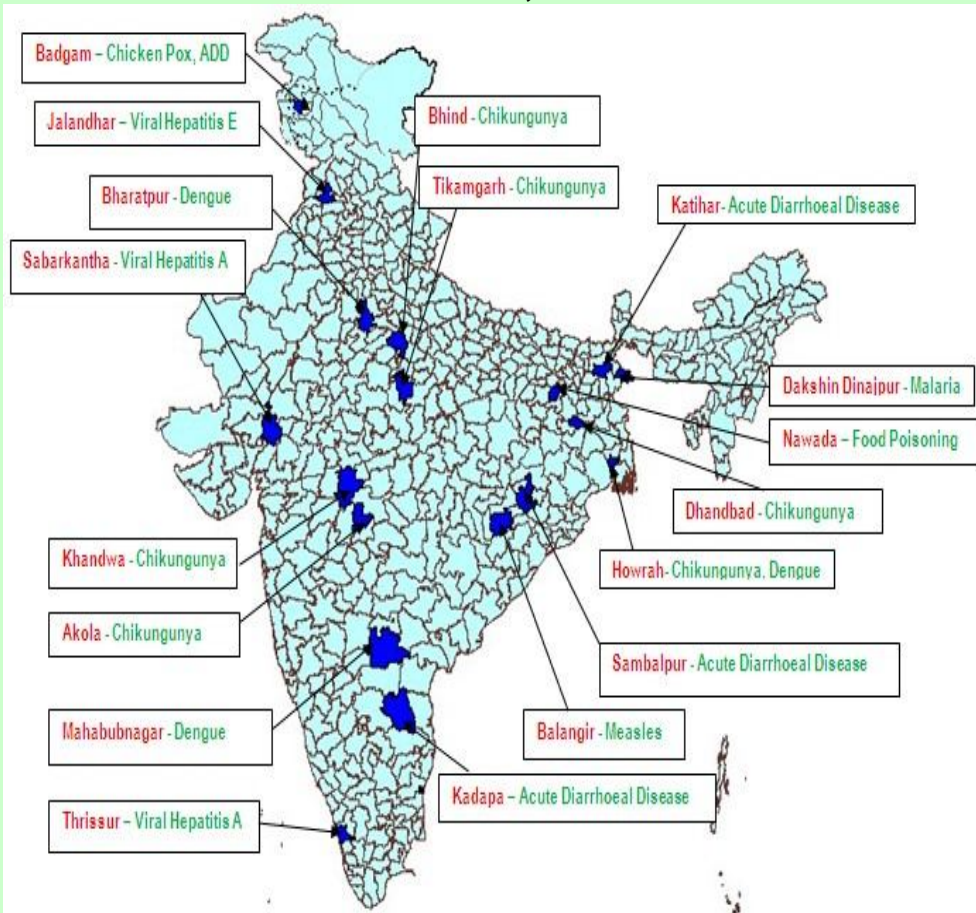 Badgam – Chicken Pox, ADD
Jalandhar – Viral Hepatitis E
Bhind - Chikungunya
Bharatpur - Dengue
Tikamgarh - Chikungunya
Katihar - Acute Diarrhoeal Disease
Sabarkantha - Viral Hepatitis A
Dakshin Dinajpur - Malaria
Nawada – Food Poisoning
Dhandbad - Chikungunya
Khandwa - Chikungunya
Howrah- Chikungunya, Dengue
Akola - Chikungunya
Sambalpur - Acute Diarrhoeal Disease
Mahabubnagar - Dengue
Balangir - Measles
Kadapa – Acute Diarrhoeal Disease
Thrissur – Viral Hepatitis A